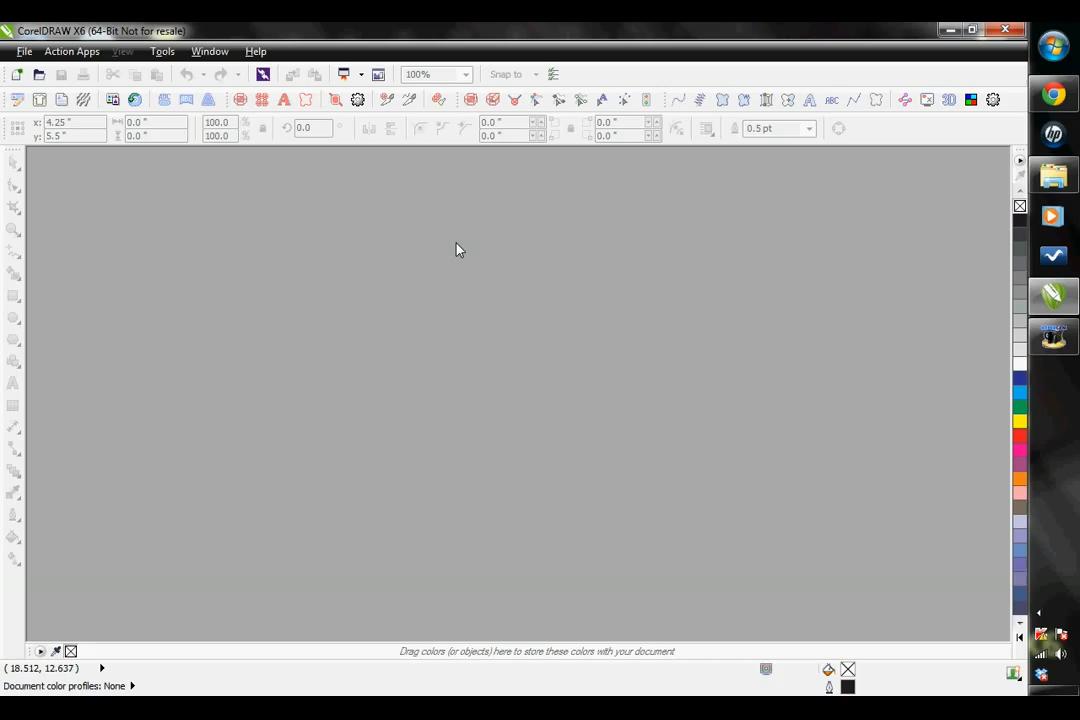 CorelDRAW X6 (64-Bit Not for resale)
File Action Apps View Tools Window Help
100% Snap to
x: 4.25 " 0.0 " 100.0 % 0.0 ° 0.0 " 0.0 " 0.5 pt
y: 5.5 " 0.0 " 100.0 % 0.0 " 0.0 "
A A ABC 3D
hp
A
Drag colors (or objects) here to store these colors with your document
( 18.512, 12.637 )
Document color profiles: None